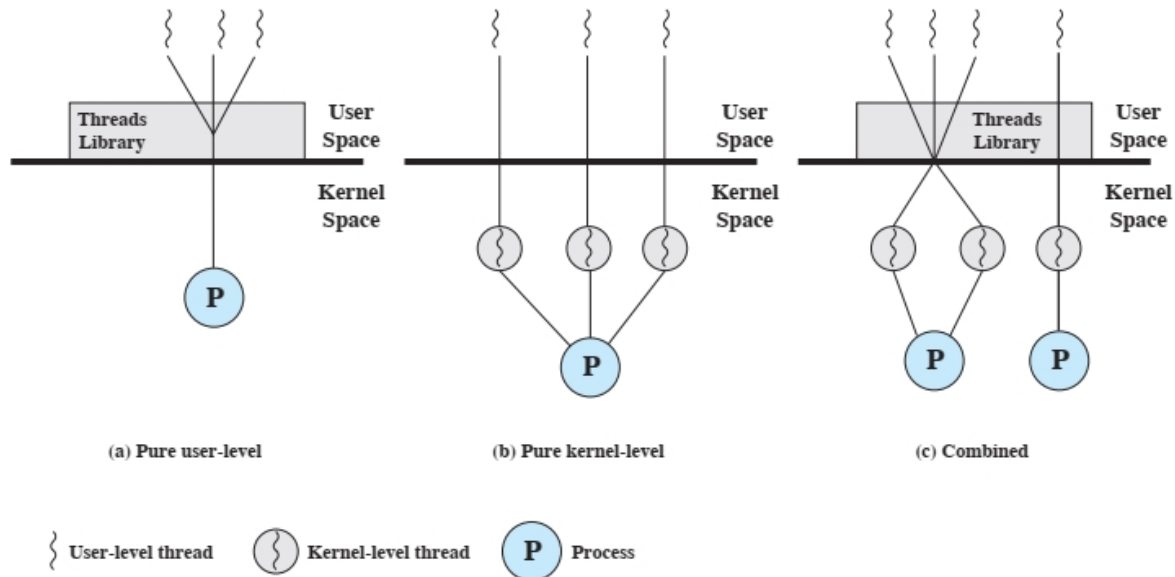 Threads
Library
User
Space
Kernel
Space
P
(a) Pure user-level
User
Space
Kernel
Space
P
(b) Pure kernel-level
Threads
Library
User
Space
Kernel
Space
P
P
(c) Combined
User-level thread
Kernel-level thread
P
Process